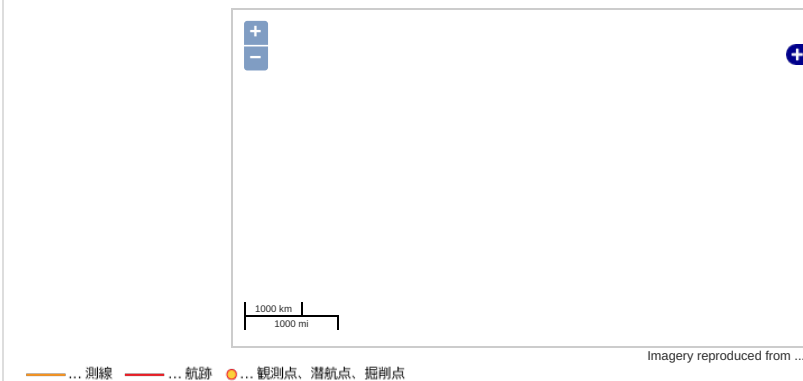 +
−
+
1000 km
1000 mi
Imagery reproduced from ...
... 測線 ... 航跡 ... 観測点、潜航点、掘削点